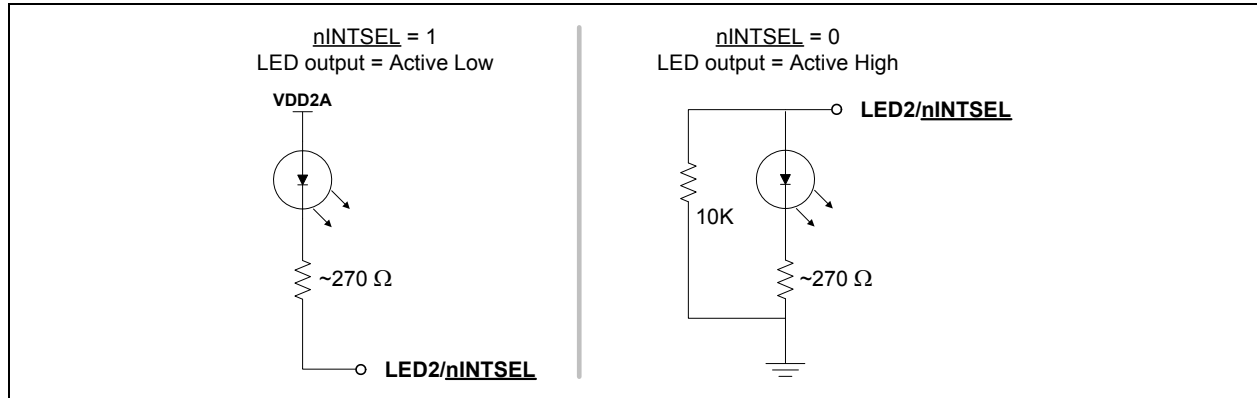 nINTSEL = 1
LED output = Active Low
VDD2A
~270 Ω
LED2/nINTSEL
nINTSEL = 0
LED output = Active High
LED2/nINTSEL
10K
~270 Ω